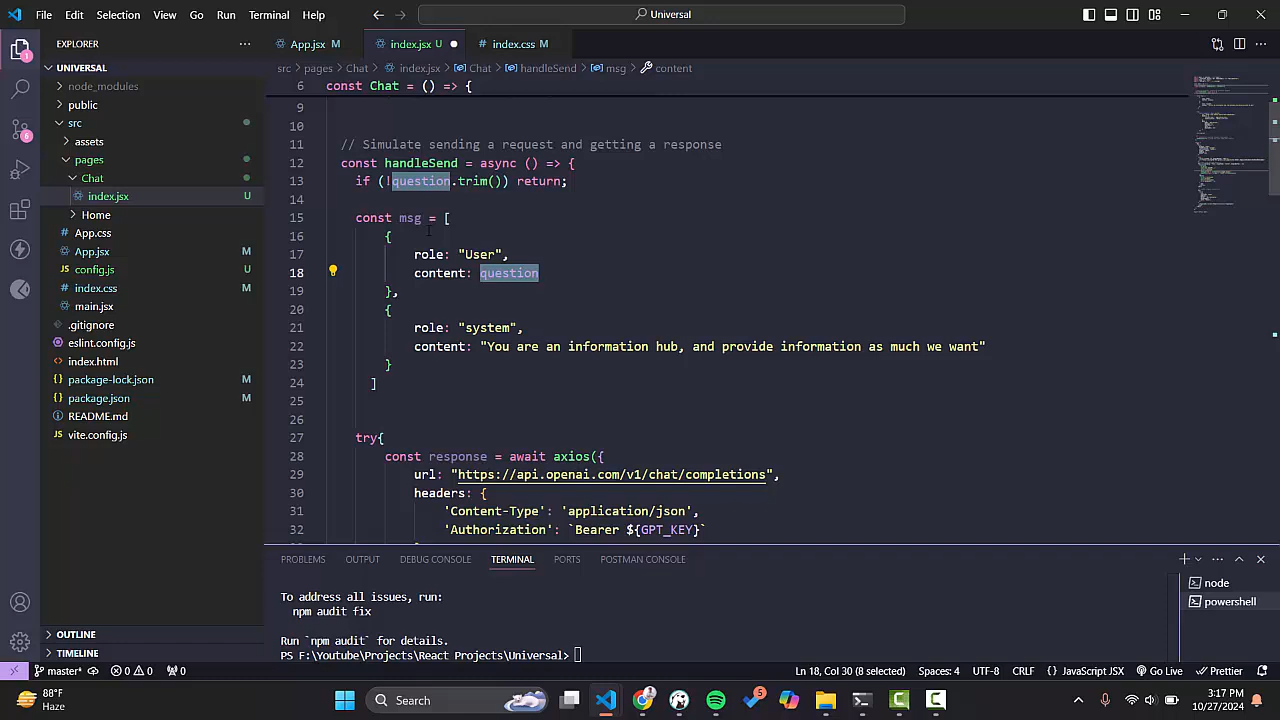 File Edit Selection View Go Run Terminal Help
Universal
EXPLORER
App.jsx M
index.jsx U
index.css M
UNIVERSAL
node_modules
public
src
assets
pages
Chat
index.jsx U
Home
App.css
App.jsx M
config.js U
index.css M
main.jsx
.gitignore
eslint.config.js
index.html
package-lock.json M
package.json M
README.md
vite.config.js
OUTLINE
TIMELINE
src > pages > Chat > index.jsx > Chat > handleSend > msg > content
6 const Chat = () => {
9
10
11 // Simulate sending a request and getting a response
12 const handleSend = async () => {
13 if (!question.trim()) return;
14
15 const msg = [
16 {
17 role: "User",
18 content: question
19 },
20 {
21 role: "system",
22 content: "You are an information hub, and provide information as much we want"
23 }
24 ]
25
26
27 try{
28 const response = await axios({
29 url: "https://api.openai.com/v1/chat/completions",
30 headers: {
31 'Content-Type': 'application/json',
32 'Authorization': `Bearer ${GPT_KEY}`
PROBLEMS OUTPUT DEBUG CONSOLE TERMINAL PORTS POSTMAN CONSOLE
To address all issues, run:
npm audit fix
Run `npm audit` for details.
PS F:\Youtube\Projects\React Projects\Universal>
node
powershell
master* 0 0 0 Ln 18, Col 30 (8 selected) Spaces: 4 UTF-8 CRLF {} JavaScript JSX Go Live Prettier
1
6
88°F
Haze
Search
5
3:17 PM
10/27/2024